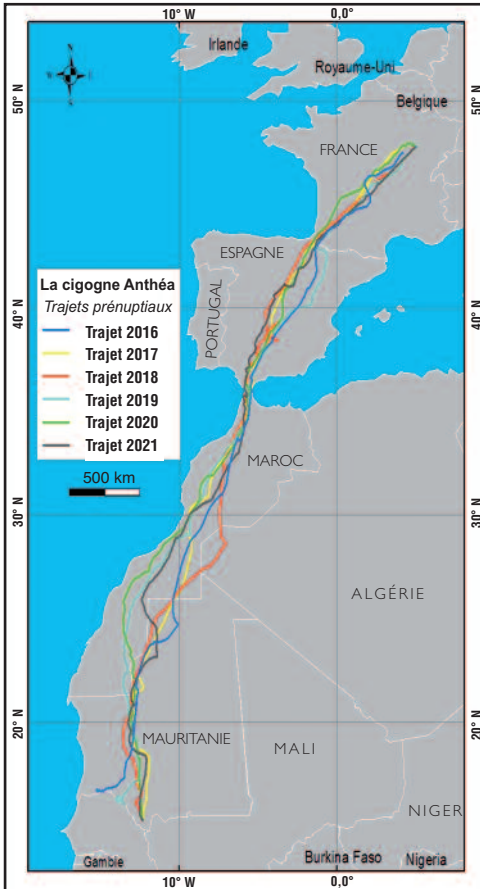 10° W 0,0°
N
Irlande
Royaume-Uni
50° N 50° N
Belgique
FRANCE
ESPAGNE
La cigogne Anthéa
Trajets prénuptiaux
Trajet 2016
Trajet 2017
Trajet 2018
Trajet 2019
Trajet 2020
Trajet 2021
PORTUGAL
40° N 40° N
500 km
MAROC
30° N 30° N
ALGÉRIE
20° N 20° N
MAURITANIE
MALI
NIGER
Gambie
Burkina Faso
Nigeria
10° W 0,0°